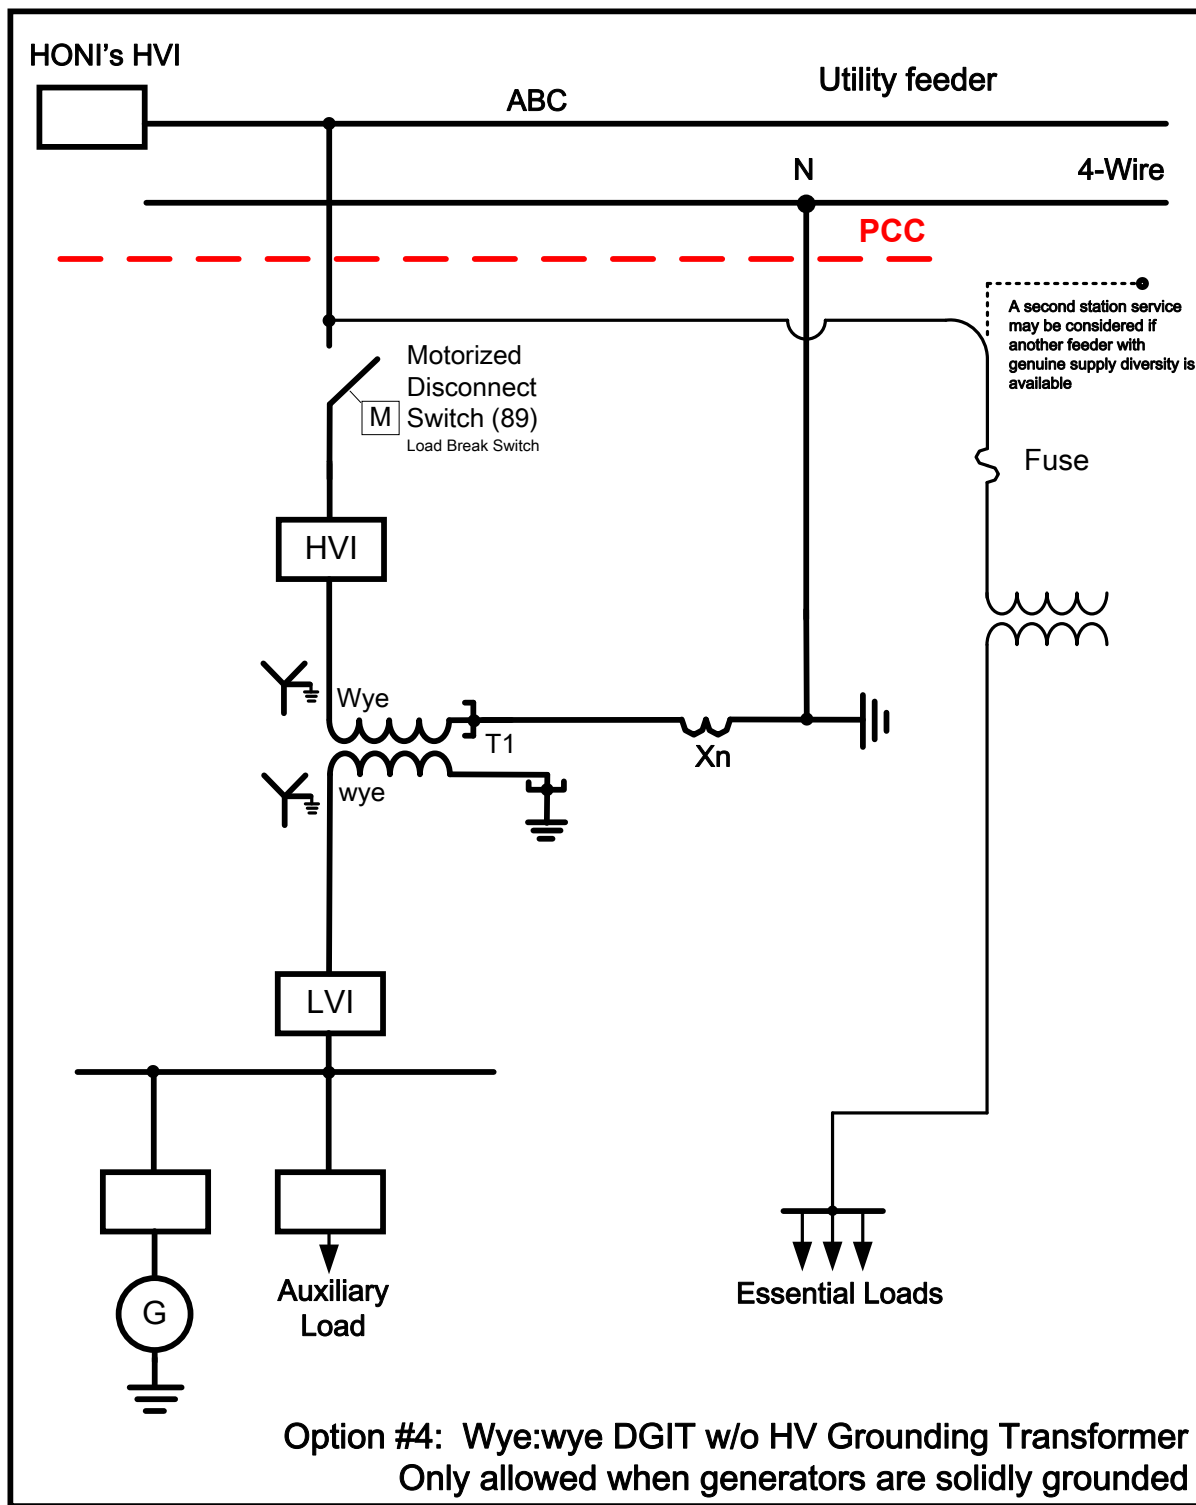 HONI's HVI
ABC
Utility feeder
N
4-Wire
PCC
A second station service
may be considered if
another feeder with
genuine supply diversity is
available
Motorized
Disconnect
M
Switch (89)
Load Break Switch
Fuse
HVI
Wye
T1
Xn
wye
LVI
Auxiliary
Load
G
Essential Loads
Option #4: Wye:wye DGIT w/o HV Grounding Transformer
Only allowed when generators are solidly grounded